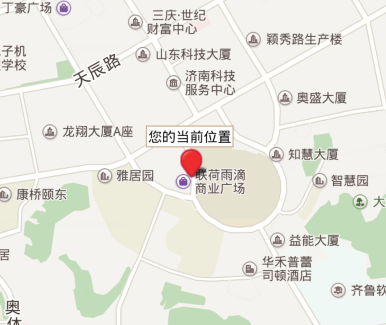 丁豪广场
三庆·世纪
财富中心
颖秀路生产楼
山东科技大厦
子机
学校
天辰路
济南科技
服务中心
奥盛大厦
龙翔大厦A座
您的当前位置
知慧大厦
雅居园
联荷雨滴
商业广场
智慧园
康桥颐东
大
益能大厦
居
华禾普蕾
司顿酒店
齐鲁软
奥体